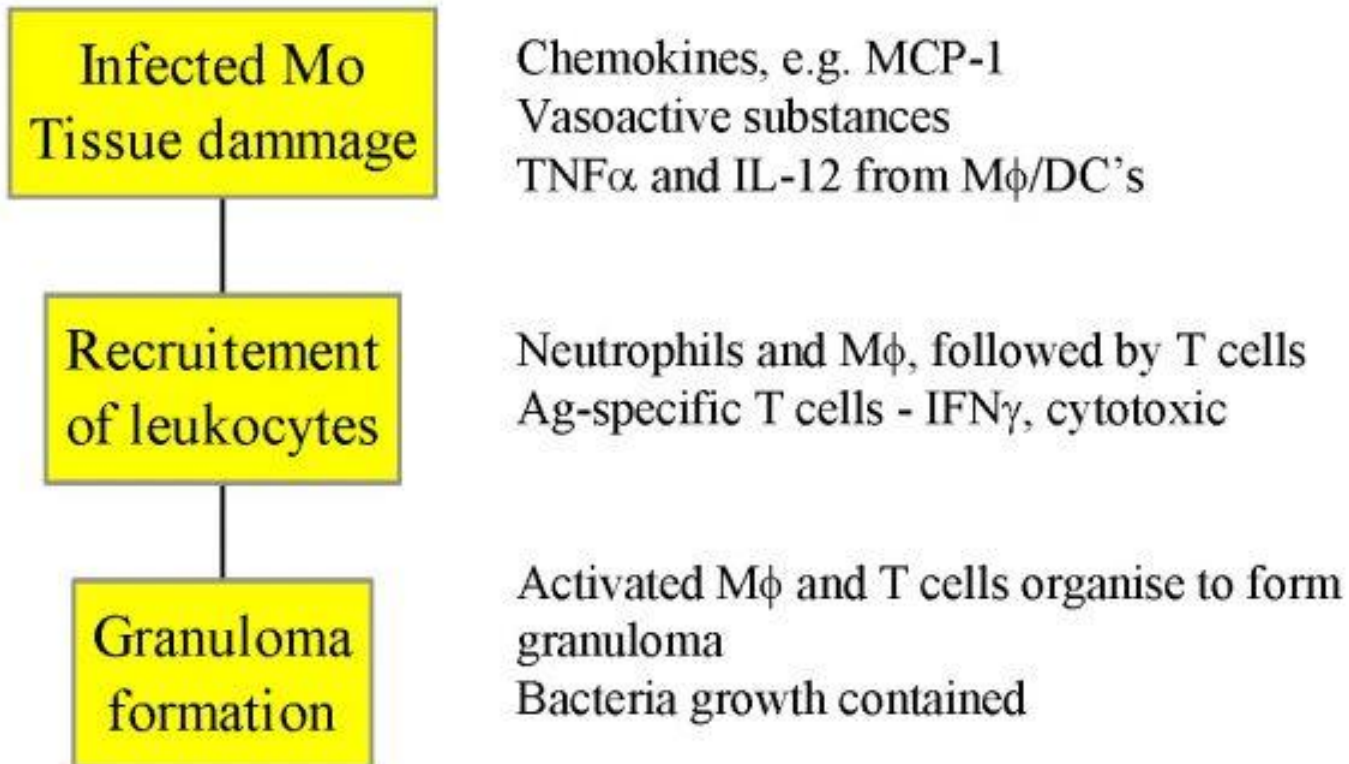 Infected Mo
Tissue dammage
Chemokines, e.g. MCP-1
Vasoactive substances
TNFα and IL-12 from Mϕ/DC’s
Recruitement
of leukocytes
Neutrophils and Mϕ, followed by T cells
Ag-specific T cells - IFNγ, cytotoxic
Granuloma
formation
Activated Mϕ and T cells organise to form
granuloma
Bacteria growth contained